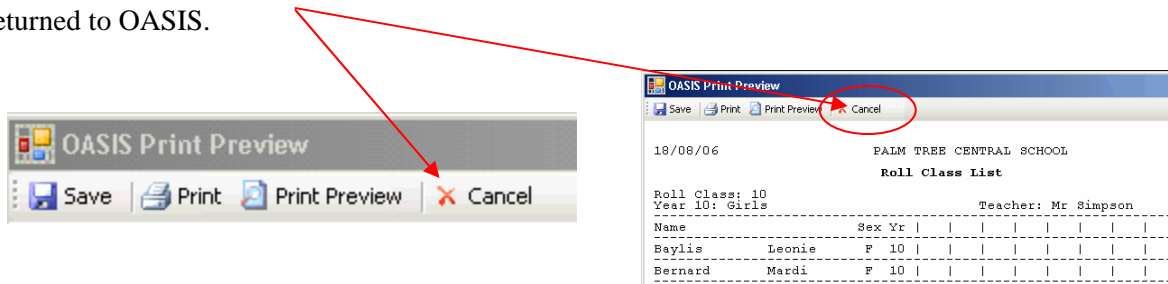 eturned to OASIS.
OASIS Print Preview
Save Print Print Preview Cancel
OASIS Print Preview
Save Print Print Preview Cancel
18/08/06 PALM TREE CENTRAL SCHOOL
Roll Class List
Roll Class: 10
Year 10: Girls Teacher: Mr Simpson
Name Sex Yr | | | | | | | |
Baylis Leonie F 10 | | | | | | | |
Bernard Mardi F 10 | | | | | | | |